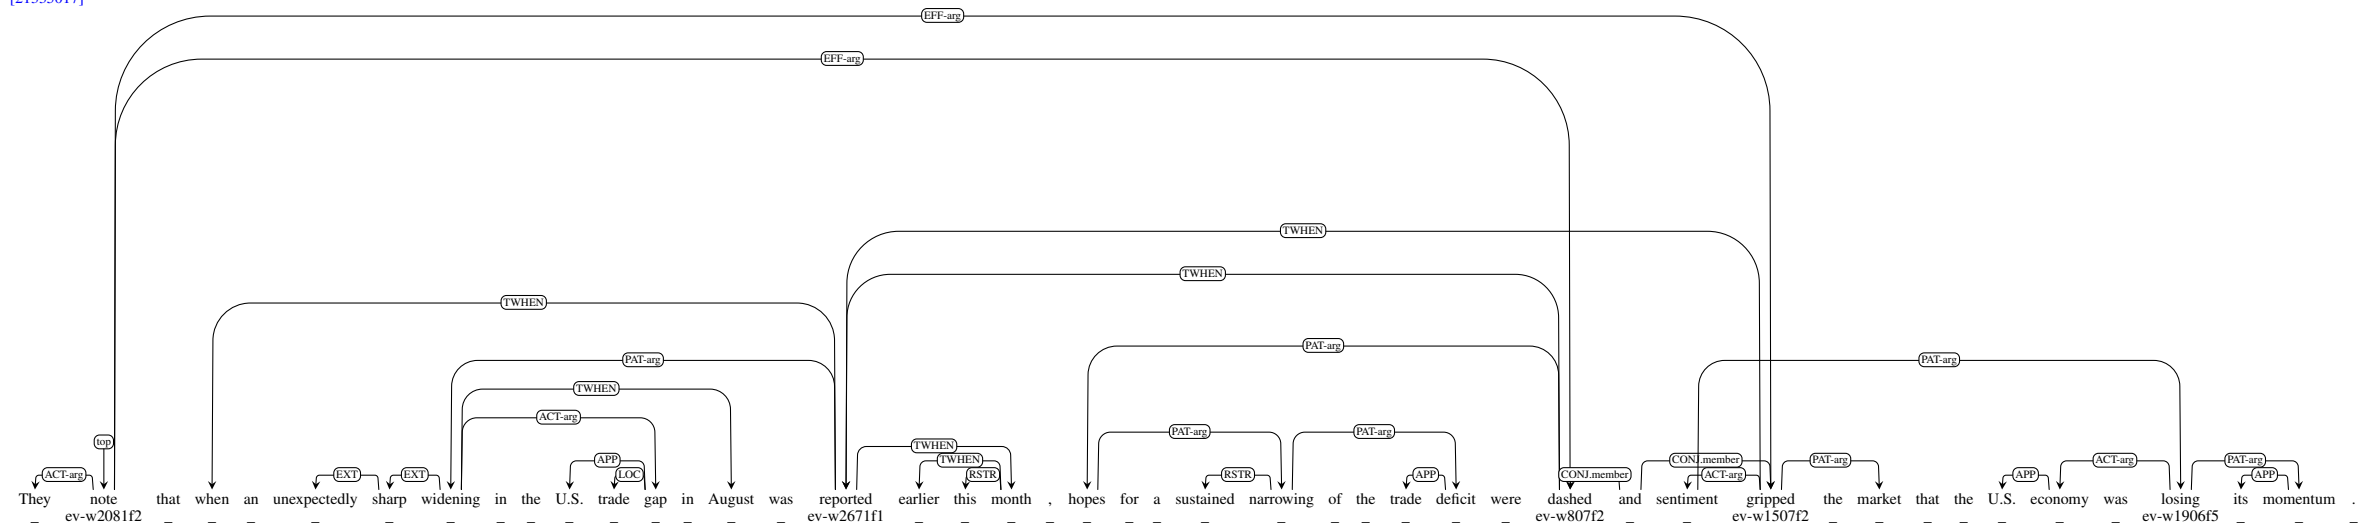 [21555017]
EFF-arg
EFF-arg
TWHEN
TWHEN
TWHEN
PAT-arg
PAT-arg PAT-arg
TWHEN
ACT-arg
PAT-arg PAT-arg
top TWHEN
APP TWHEN CONJ.member PAT-arg ACT-arg PAT-arg
ACT-arg EXT EXT LOC RSTR RSTR APP CONJ.member ACT-arg APP APP
They note that when an unexpectedly sharp widening in the U.S. trade gap in August was reported earlier this month , hopes for a sustained narrowing of the trade deficit were dashed and sentiment gripped the market that the U.S. economy was losing its momentum .
_ ev-w2081f2 _ _ _ _ _ _ _ _ _ _ _ _ _ _ ev-w2671f1 _ _ _ _ _ _ _ _ _ _ _ _ _ _ ev-w807f2 _ _ ev-w1507f2 _ _ _ _ _ _ _ ev-w1906f5 _ _ _